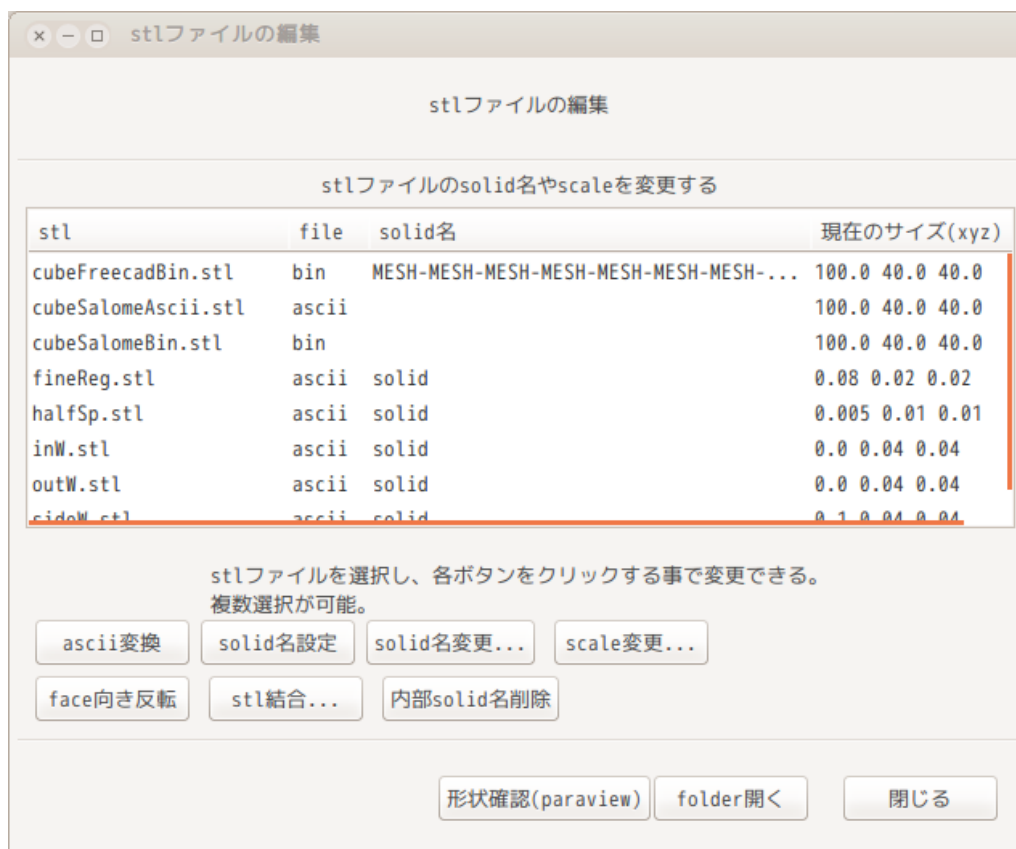 stlファイルの編集
stlファイルの編集
stlファイルのsolid名やscaleを変更する
stl file solid名 現在のサイズ(xyz)
cubeFreecadBin.stl bin MESH-MESH-MESH-MESH-MESH-MESH-MESH-... 100.0 40.0 40.0
cubeSalomeAscii.stl ascii 100.0 40.0 40.0
cubeSalomeBin.stl bin 100.0 40.0 40.0
fineReg.stl ascii solid 0.08 0.02 0.02
halfSp.stl ascii solid 0.005 0.01 0.01
inW.stl ascii solid 0.0 0.04 0.04
outW.stl ascii solid 0.0 0.04 0.04
sideW.stl ascii solid 0.1 0.04 0.04
stlファイルを選択し、各ボタンをクリックする事で変更できる。
複数選択が可能。
ascii変換 solid名設定 solid名変更... scale変更...
face向き反転 stl結合... 内部solid名削除
形状確認(paraview) folder開く 閉じる